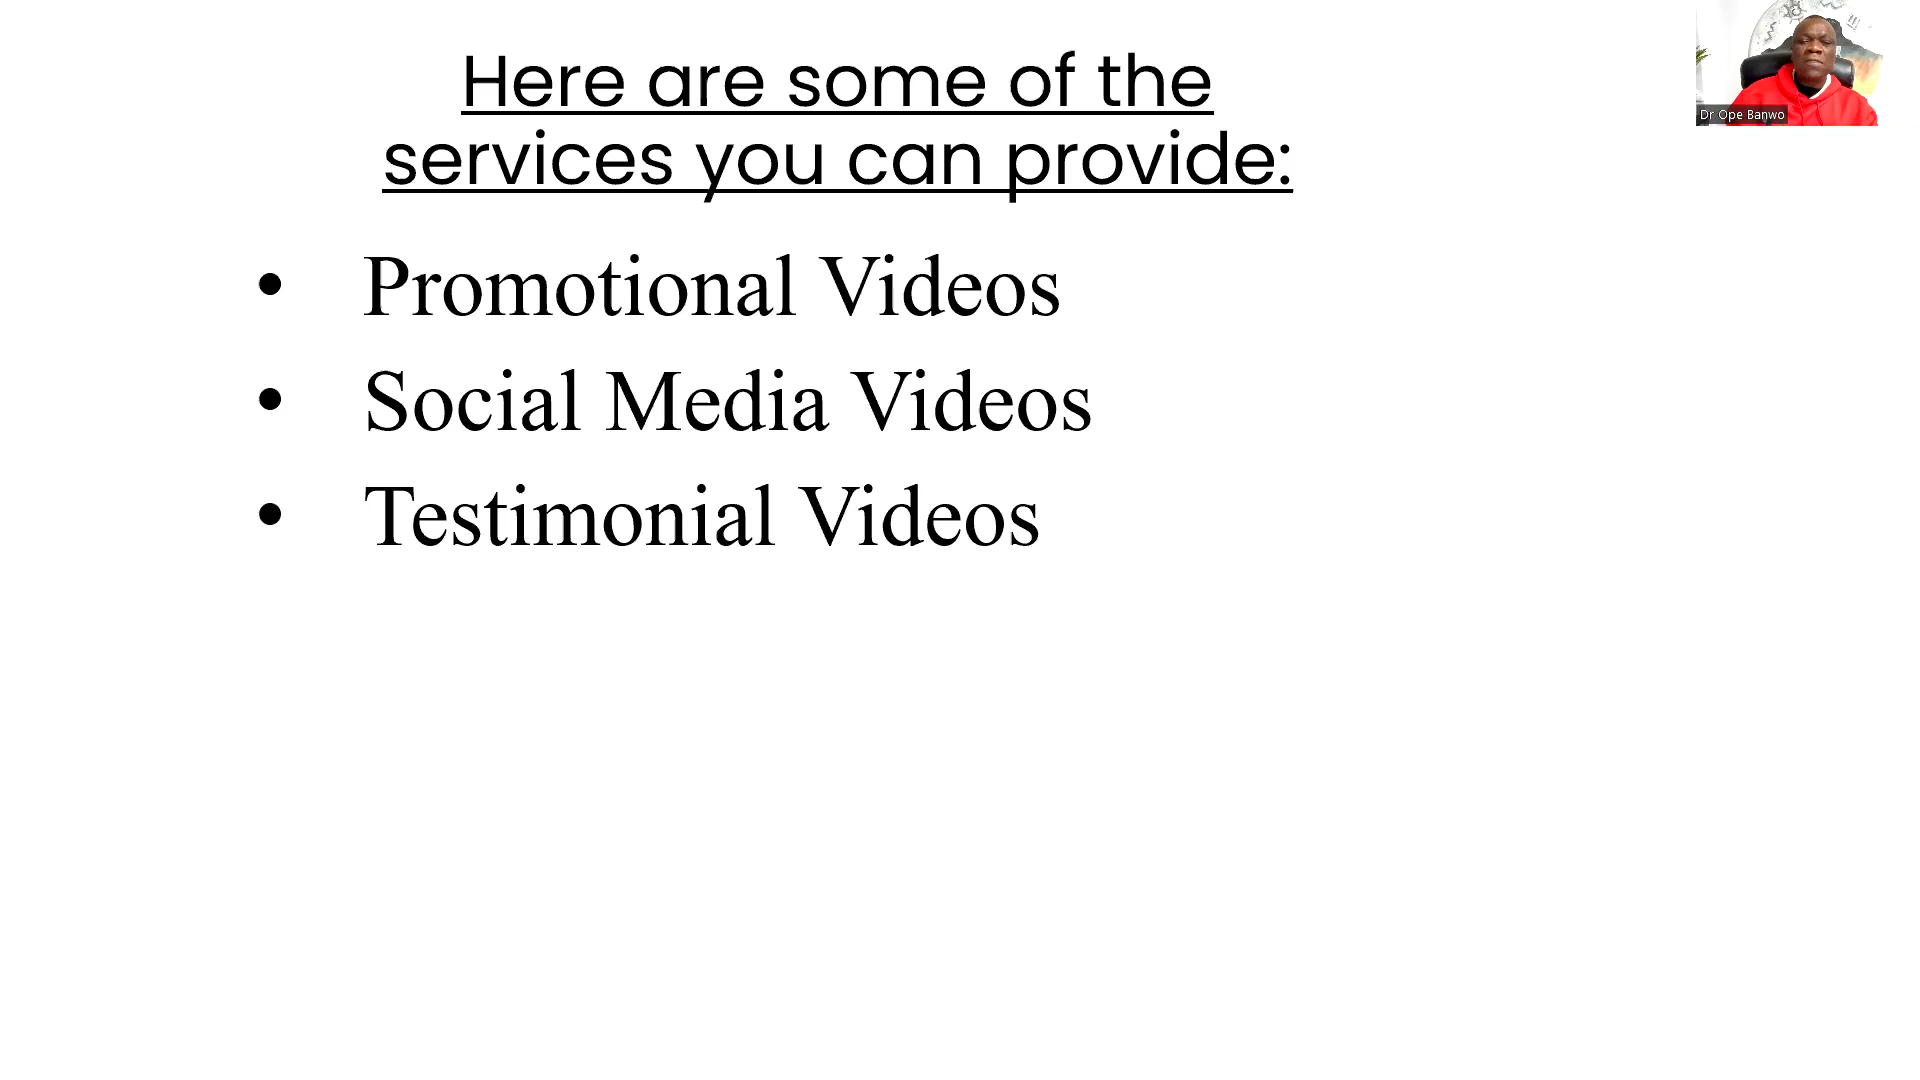 Here are some of the
services you can provide:
• Promotional Videos
• Social Media Videos
• Testimonial Videos
Dr Ope Banwo